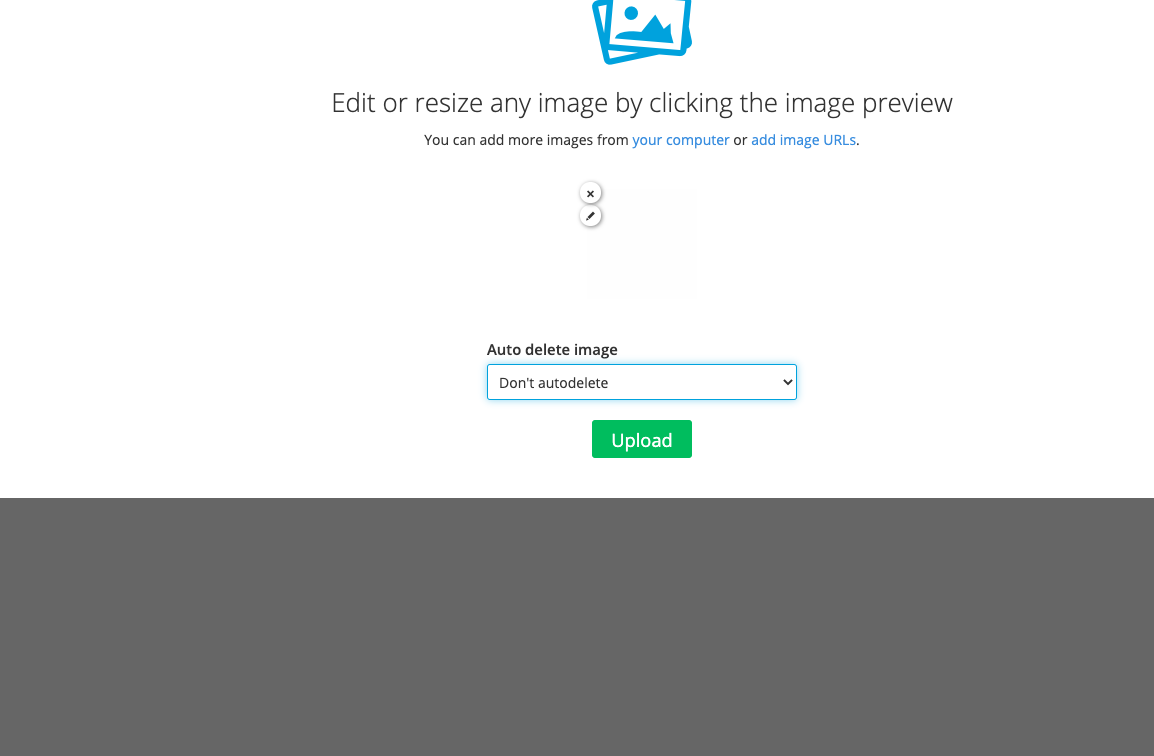 Edit or resize any image by clicking the image preview
You can add more images from your computer or add image URLs.
Auto delete image
Don't autodelete
Upload